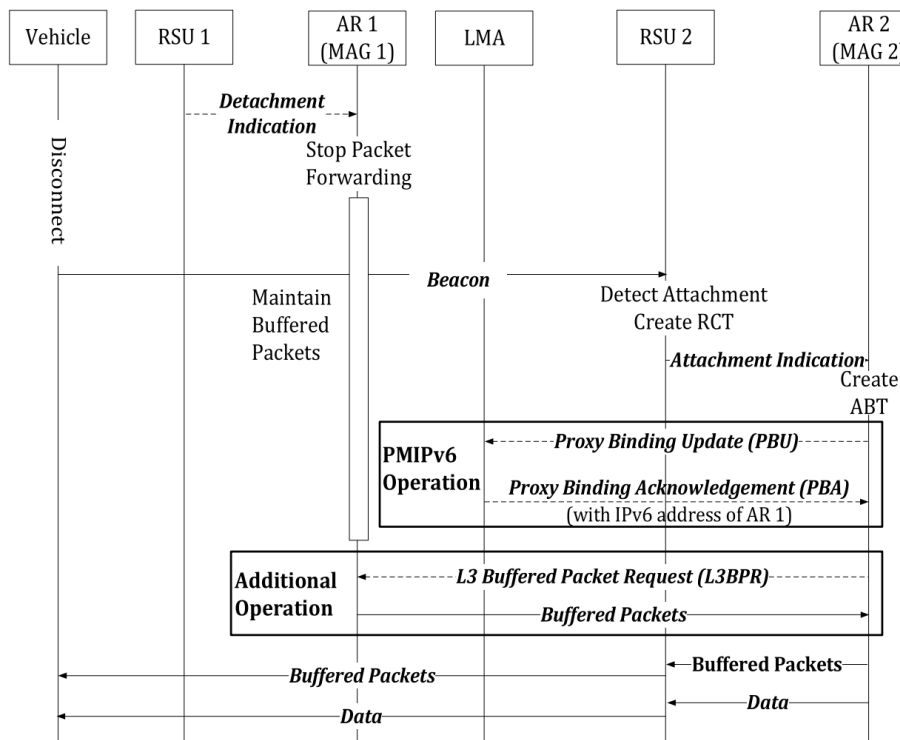 Vehicle
RSU 1
AR 1
(MAG 1)
LMA
RSU 2
AR 2
(MAG 2)
Detachment
Indication
Disconnect
Stop Packet
Forwarding
Beacon
Maintain
Buffered
Packets
Detect Attachment
Create RCT
Attachment Indication
Create
ABT
PMIPv6
Operation
Proxy Binding Update (PBU)
Proxy Binding Acknowledgement (PBA)
(with IPv6 address of AR 1)
Additional
Operation
L3 Buffered Packet Request (L3BPR)
Buffered Packets
Buffered Packets
Buffered Packets
Data
Data